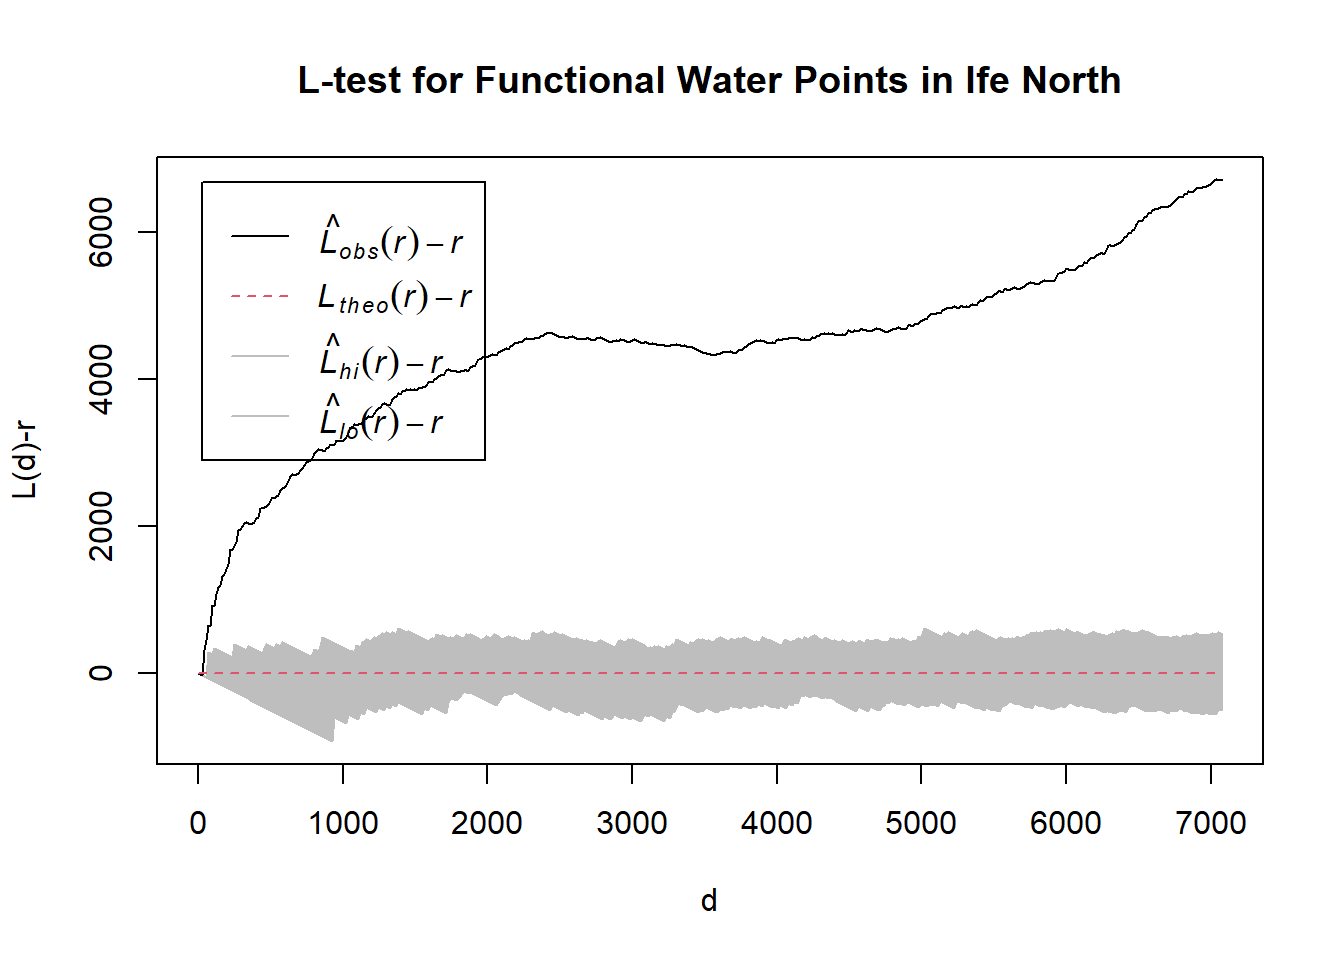 L-test for Functional Water Points in Ife North
L̂obs(r) − r
Ltheo(r) − r
L̂hi(r) − r
L̂lo(r) − r
L(d)-r
6000
4000
2000
0
0 1000 2000 3000 4000 5000 6000 7000
d